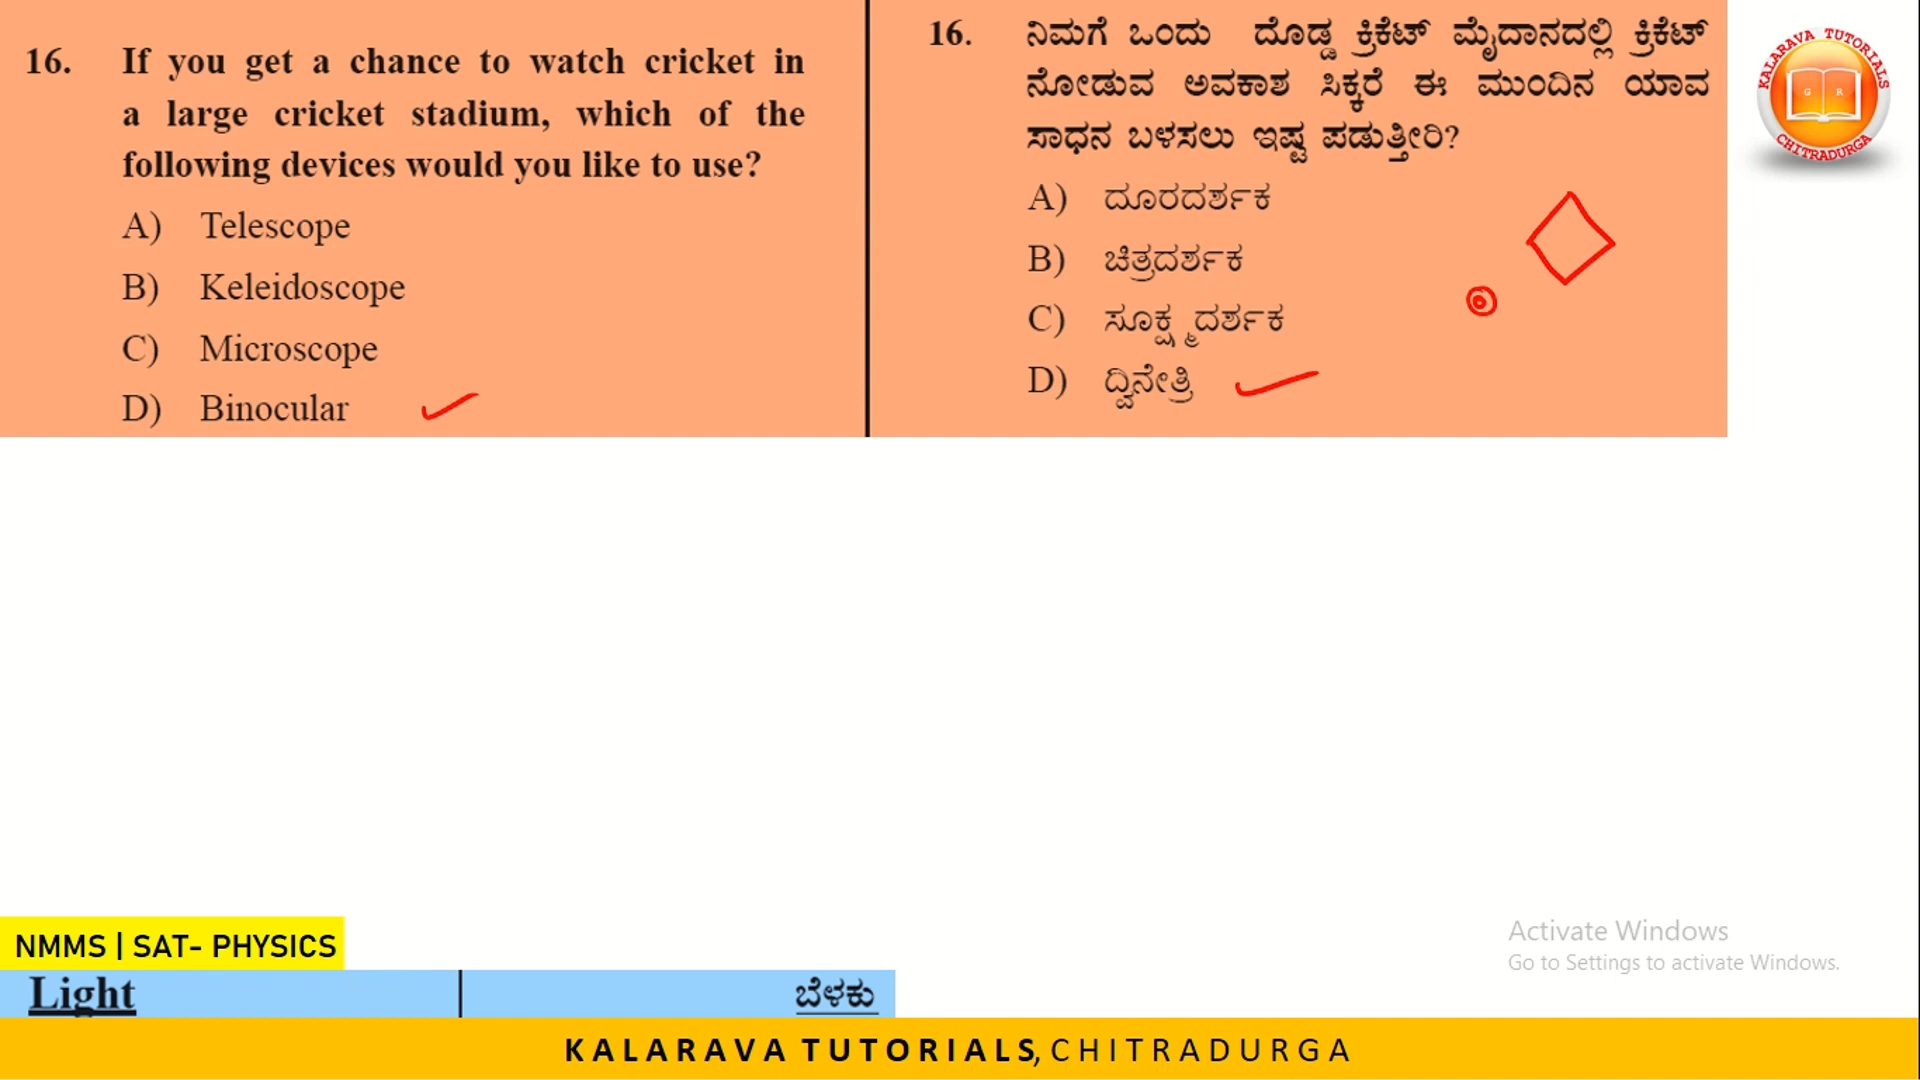 16. If you get a chance to watch cricket in
a large cricket stadium, which of the
following devices would you like to use?
A) Telescope
B) Keleidoscope
C) Microscope
D) Binocular
16. ನಿಮಗೆ ಒಂದು ದೊಡ್ಡ ಕ್ರಿಕೆಟ್ ಮೈದಾನದಲ್ಲಿ ಕ್ರಿಕೆಟ್
ನೋಡುವ ಅವಕಾಶ ಸಿಕ್ಕರೆ ಈ ಮುಂದಿನ ಯಾವ
ಸಾಧನ ಬಳಸಲು ಇಷ್ಟ ಪಡುತ್ತೀರಿ?
A) ದೂರದರ್ಶಕ
B) ಚಿತ್ರದರ್ಶಕ
C) ಸೂಕ್ಷ್ಮದರ್ಶಕ
D) ದ್ವಿನೇತ್ರಿ
KALARAVA TUTORIALS
G R
CHITRADURGA
Activate Windows
Go to Settings to activate Windows.
NMMS | SAT- PHYSICS
Light ಬೆಳಕು
KALARAVA TUTORIALS, CHITRADURGA